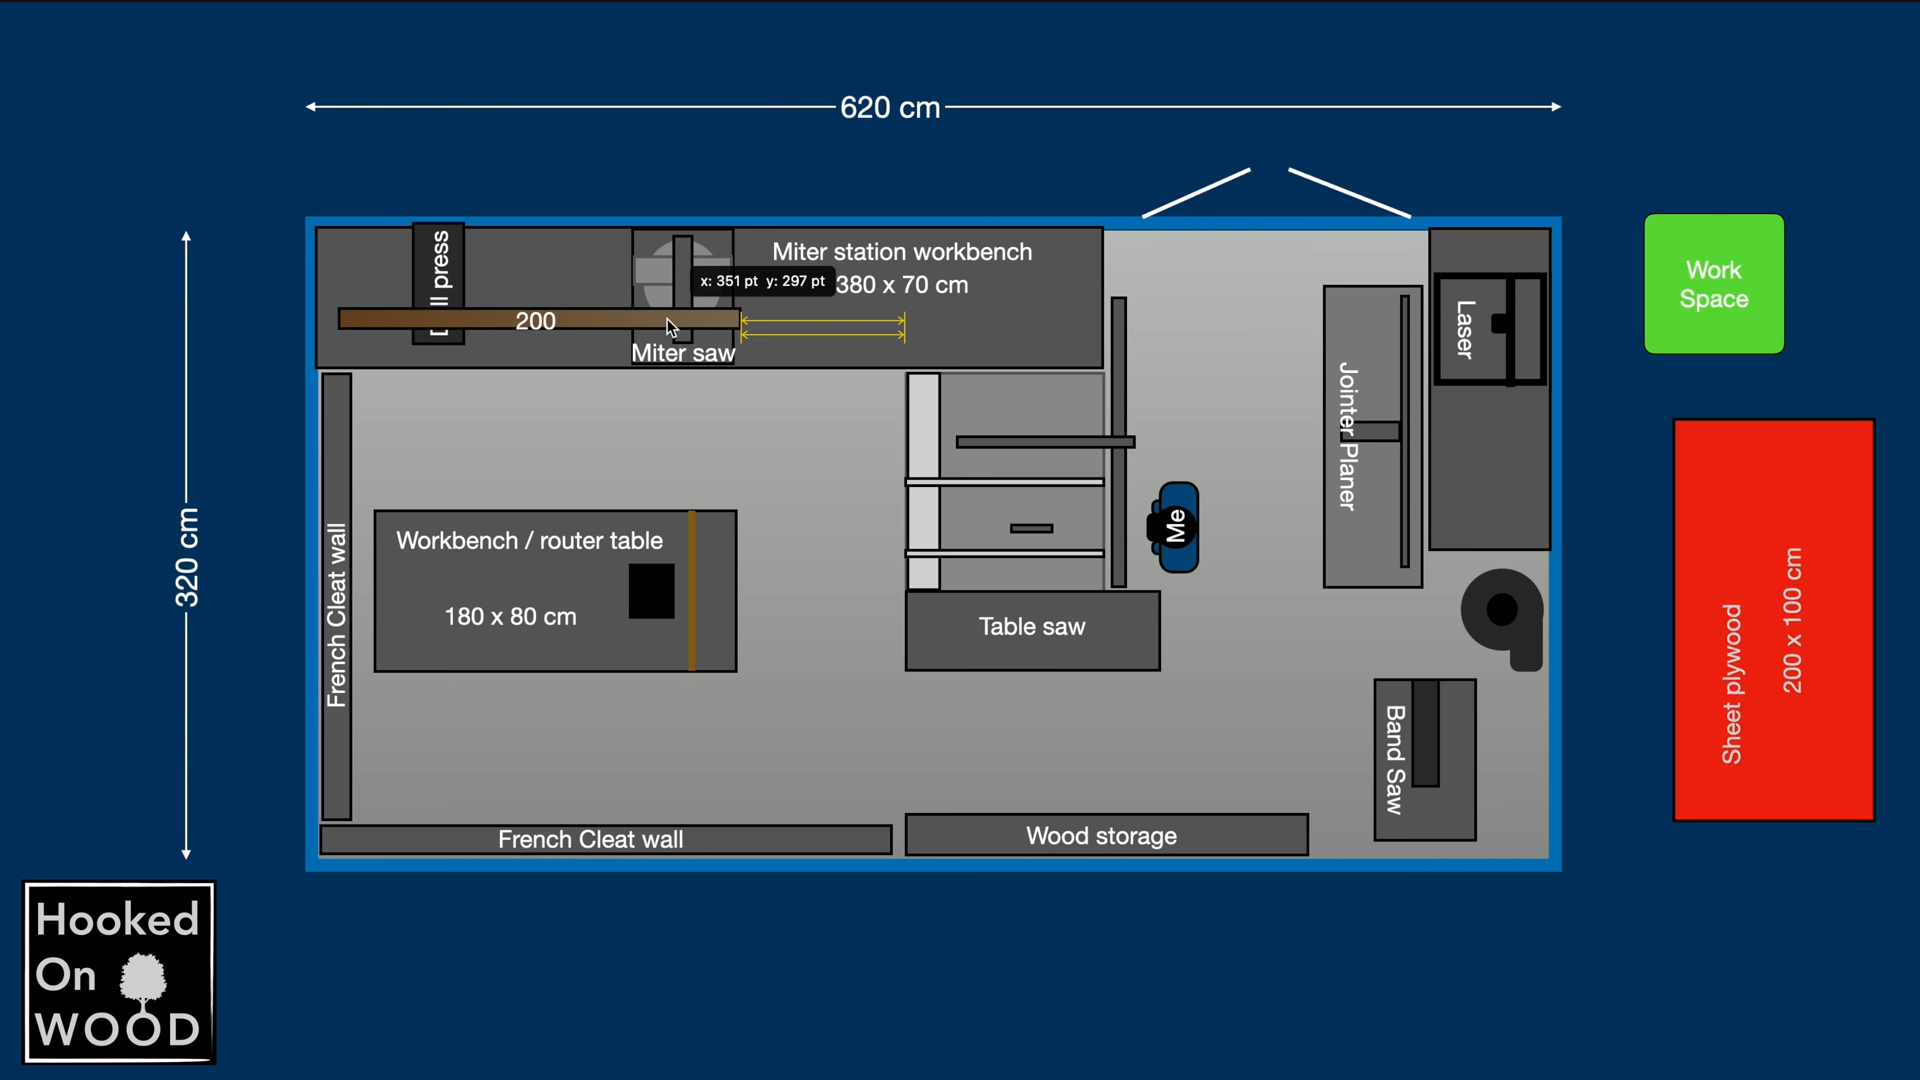 620 cm
320 cm
ll press
Miter station workbench
380 x 70 cm
x: 351 pt  y: 297 pt
200
Miter saw
Laser
Work
Space
Jointer Planer
Me
French Cleat wall
Workbench / router table
180 x 80 cm
Table saw
Sheet plywood
200 x 100 cm
Band Saw
French Cleat wall
Wood storage
Hooked
On
WOOD